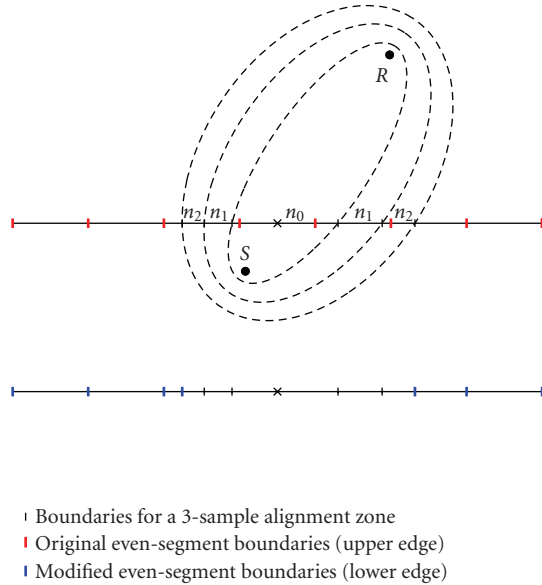 R
n2 n1 n0 n1 n2
S
Boundaries for a 3-sample alignment zone
Original even-segment boundaries (upper edge)
Modified even-segment boundaries (lower edge)